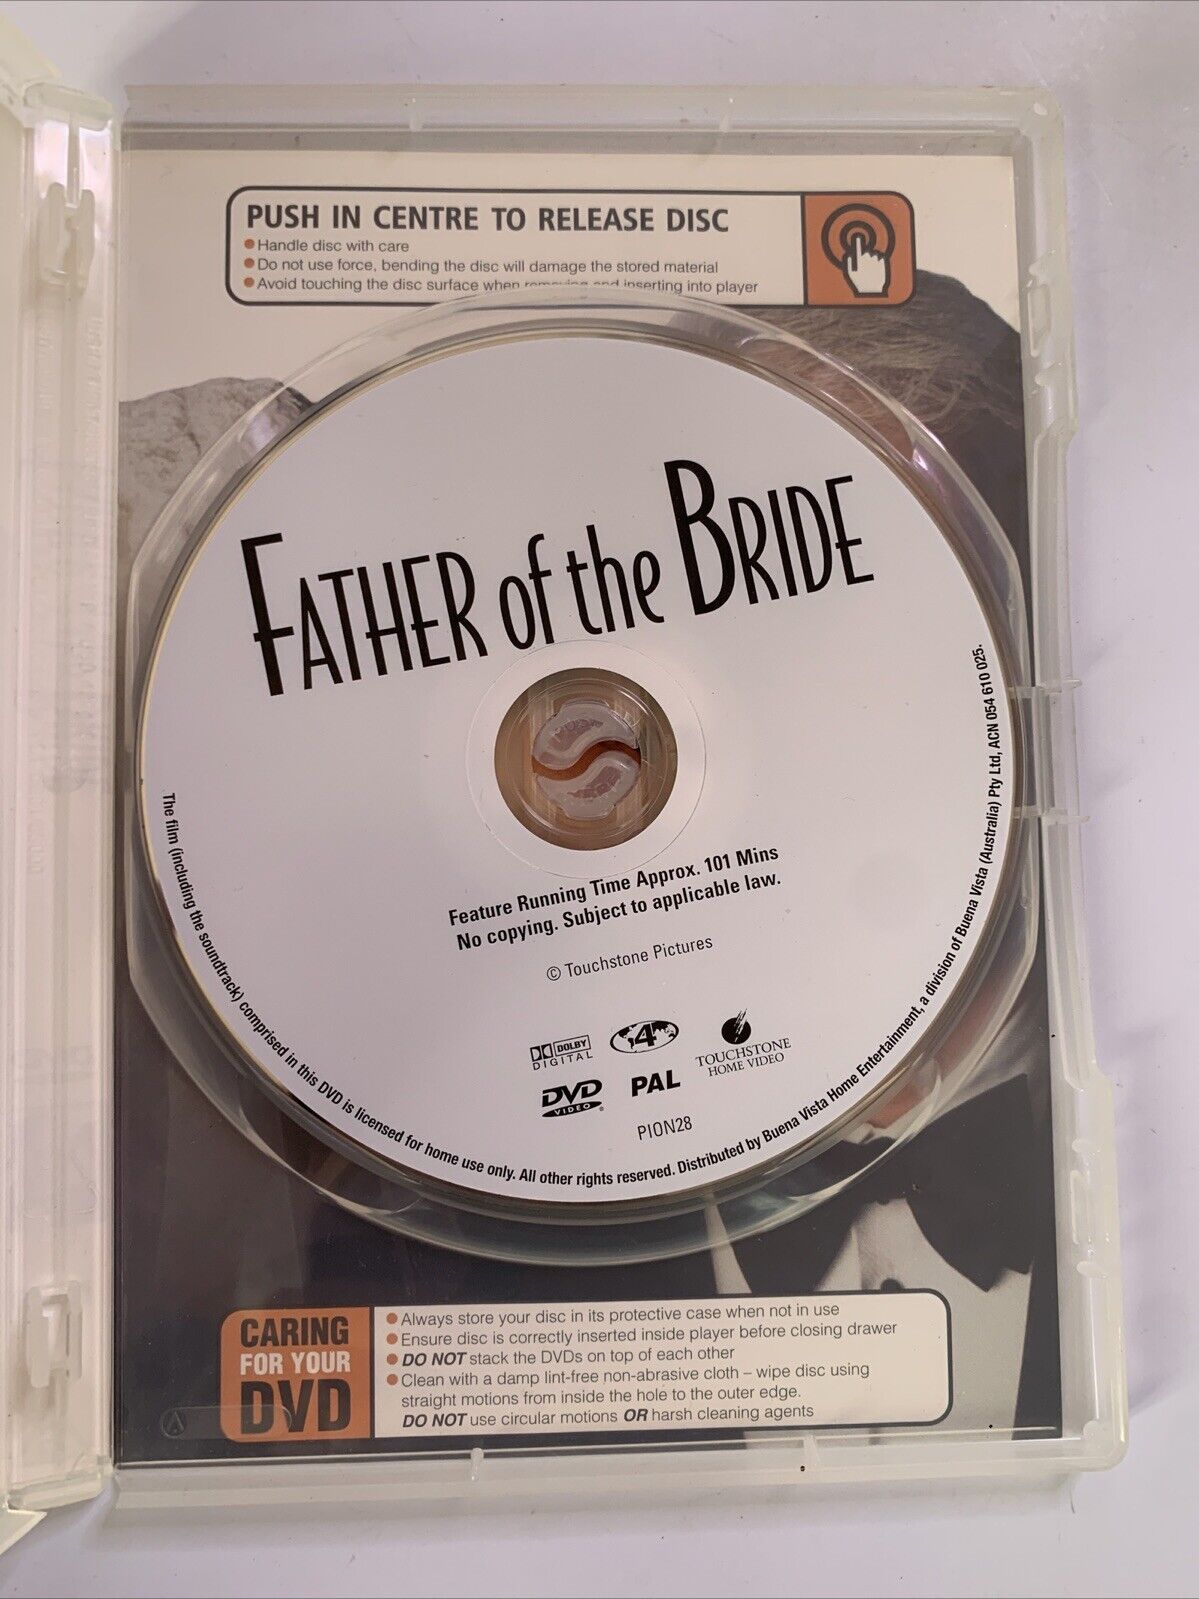 PUSH IN CENTRE TO RELEASE DISC
Handle disc with care
Do not use force, bending the disc will damage the stored material
Avoid touching the disc surface when removing and inserting into player
FATHER of the BRIDE
Feature Running Time Approx. 101 Mins
No copying. Subject to applicable law.
© Touchstone Pictures
DOLBY
DIGITAL
4
TOUCHSTONE
HOME VIDEO
DVD
VIDEO
PAL
PION28
The film (including the soundtrack) comprised in this DVD is licensed for home use only. All other rights reserved. Distributed by Buena Vista Home Entertainment, a division of Buena Vista (Australia) Pty Ltd, ACN 054 610 025.
CARING
FOR YOUR
DVD
Always store your disc in its protective case when not in use
Ensure disc is correctly inserted inside player before closing drawer
DO NOT stack the DVDs on top of each other
Clean with a damp lint-free non-abrasive cloth – wipe disc using
straight motions from inside the hole to the outer edge.
DO NOT use circular motions OR harsh cleaning agents